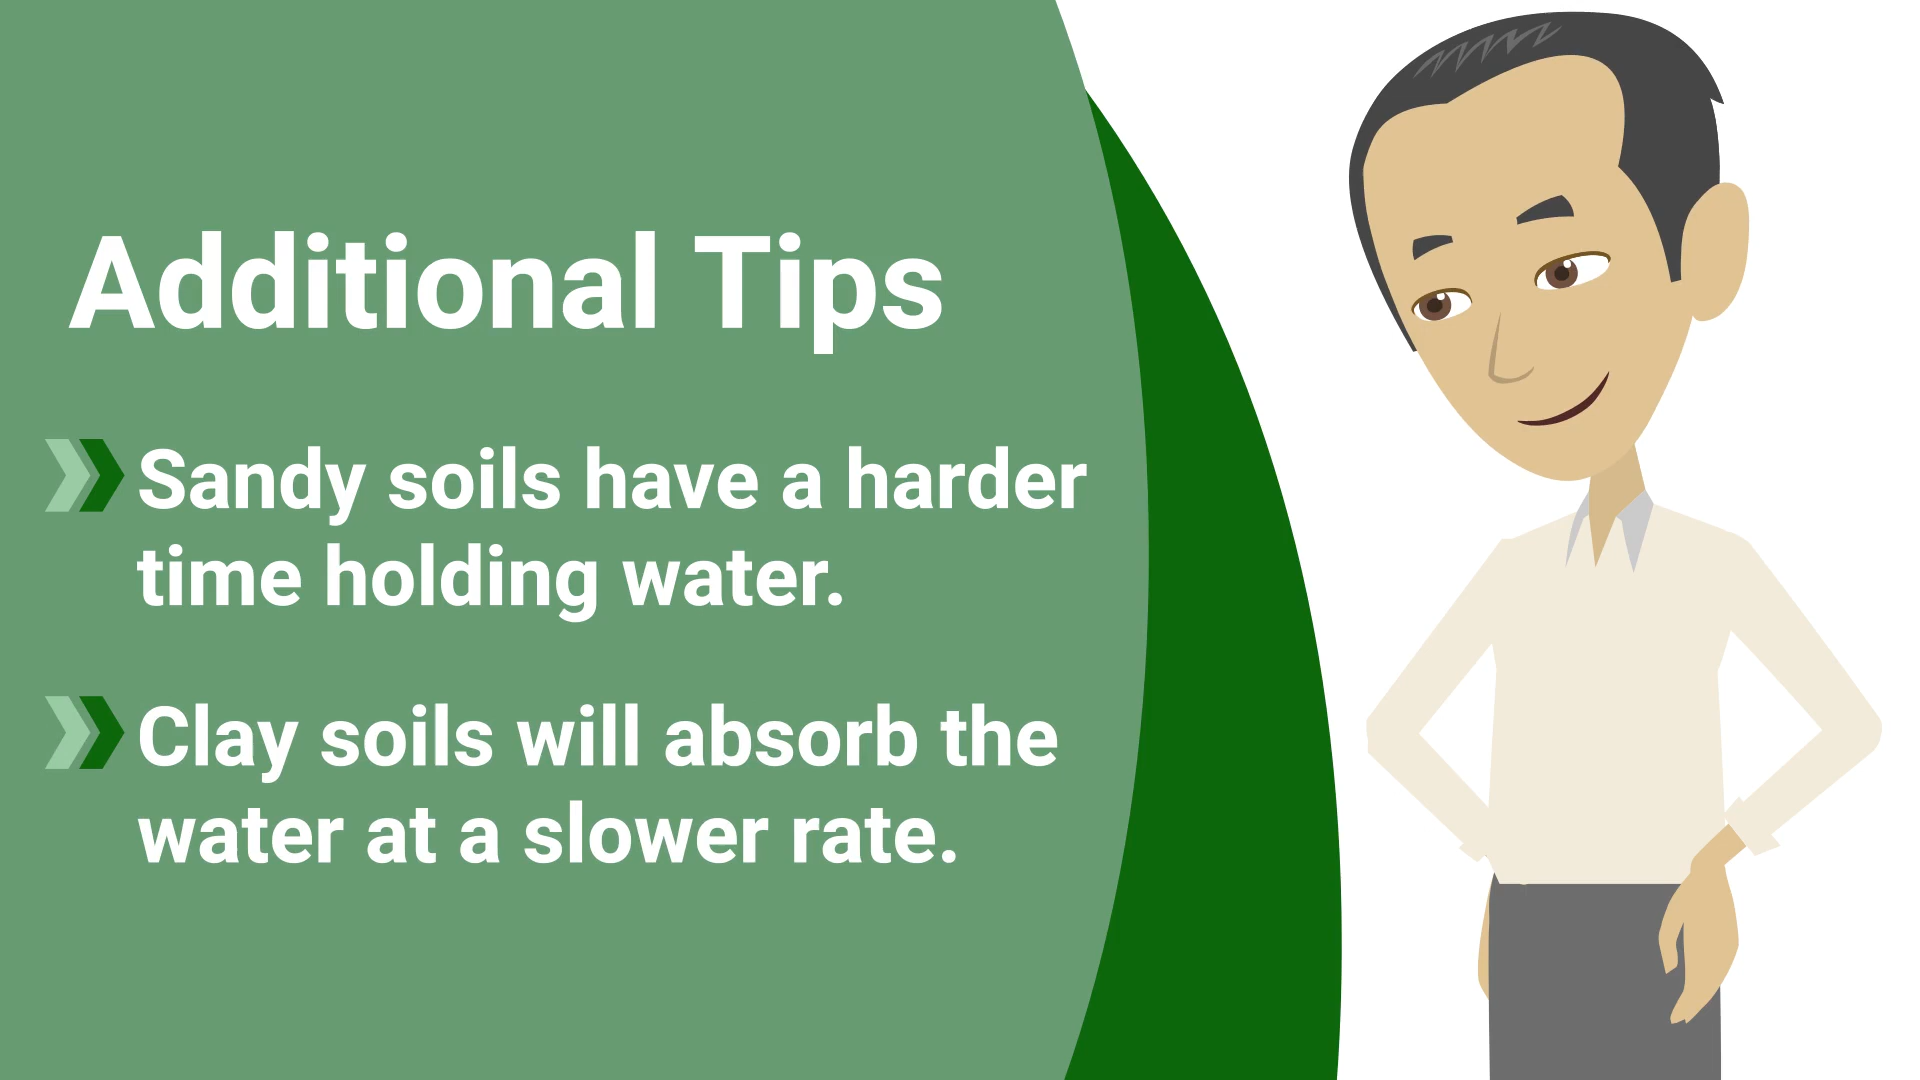 Additional Tips
Sandy soils have a harder
time holding water.
Clay soils will absorb the
water at a slower rate.